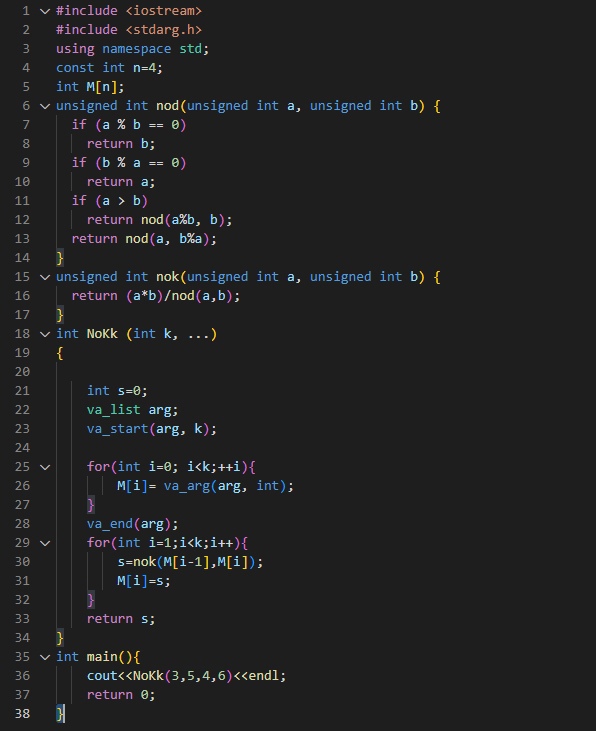 1 #include <iostream>
2 #include <stdarg.h>
3 using namespace std;
4 const int n=4;
5 int M[n];
6 unsigned int nod(unsigned int a, unsigned int b) {
7 if (a % b == 0)
8 return b;
9 if (b % a == 0)
10 return a;
11 if (a > b)
12 return nod(a%b, b);
13 return nod(a, b%a);
14 }
15 unsigned int nok(unsigned int a, unsigned int b) {
16 return (a*b)/nod(a,b);
17 }
18 int NoKk (int k, ...)
19 {
20
21 int s=0;
22 va_list arg;
23 va_start(arg, k);
24
25 for(int i=0; i<k;++i){
26 M[i]= va_arg(arg, int);
27 }
28 va_end(arg);
29 for(int i=1;i<k;i++){
30 s=nok(M[i-1],M[i]);
31 M[i]=s;
32 }
33 return s;
34 }
35 int main(){
36 cout<<NoKk(3,5,4,6)<<endl;
37 return 0;
38 }